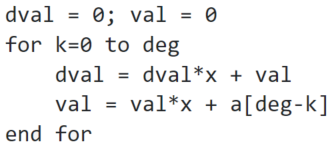 dval = 0; val = 0
for k=0 to deg
    dval = dval*x + val
    val = val*x + a[deg-k]
end for